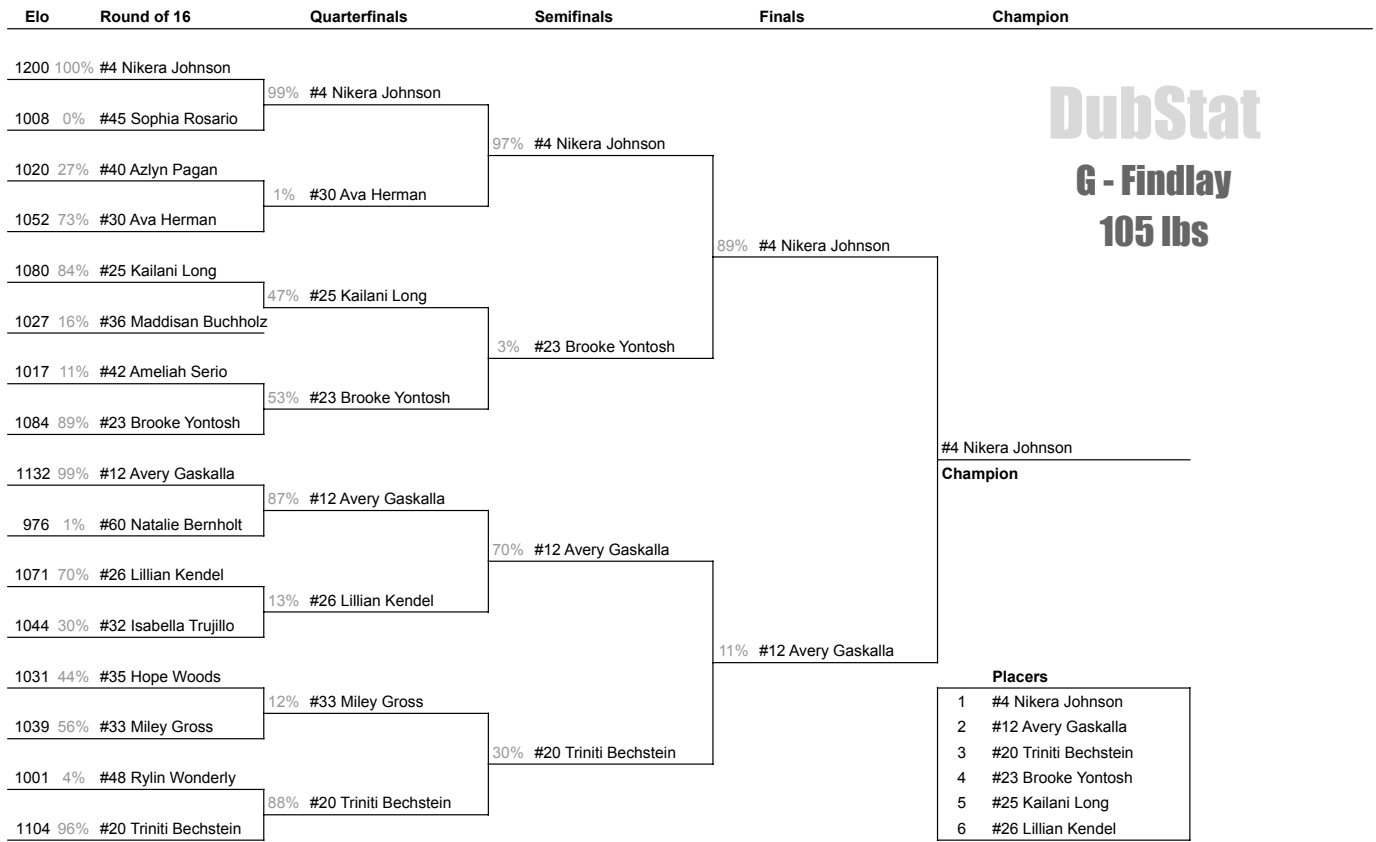 Elo Round of 16 Quarterfinals Semifinals Finals Champion
1200 100% #4 Nikera Johnson
99% #4 Nikera Johnson
DubStat
1008 0% #45 Sophia Rosario
97% #4 Nikera Johnson
1020 27% #40 Azlyn Pagan
G - Findlay
1% #30 Ava Herman
1052 73% #30 Ava Herman
105 lbs
89% #4 Nikera Johnson
1080 84% #25 Kailani Long
47% #25 Kailani Long
1027 16% #36 Maddisan Buchholz
3% #23 Brooke Yontosh
1017 11% #42 Ameliah Serio
53% #23 Brooke Yontosh
1084 89% #23 Brooke Yontosh
#4 Nikera Johnson
1132 99% #12 Avery Gaskalla
Champion
87% #12 Avery Gaskalla
976 1% #60 Natalie Bernholt
70% #12 Avery Gaskalla
1071 70% #26 Lillian Kendel
13% #26 Lillian Kendel
1044 30% #32 Isabella Trujillo
11% #12 Avery Gaskalla
1031 44% #35 Hope Woods
Placers
12% #33 Miley Gross
1 #4 Nikera Johnson
1039 56% #33 Miley Gross
2 #12 Avery Gaskalla
30% #20 Triniti Bechstein
3 #20 Triniti Bechstein
1001 4% #48 Rylin Wonderly
4 #23 Brooke Yontosh
88% #20 Triniti Bechstein
5 #25 Kailani Long
1104 96% #20 Triniti Bechstein
6 #26 Lillian Kendel